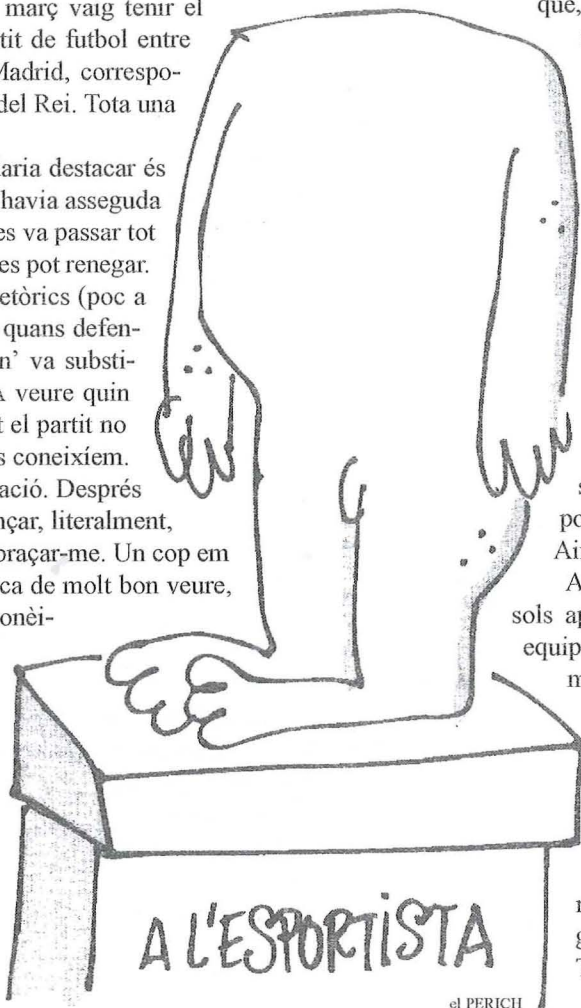 març vaig tenir el
tit de futbol entre
Madrid, correspo-
del Rei. Tota una
aria destacar és
havia asseguda
es va passar tot
es pot renegar.
etòrics (poc a
quans defen-
n' va substi-
A veure quin
t el partit no
s coneixíem.
ació. Després
nçar, literalment,
braçar-me. Un cop em
ca de molt bon veure,
onèi-
que,
s
po
Ai
A
sols ap
equip
m
A L'ESPORTISTA
el PERICH